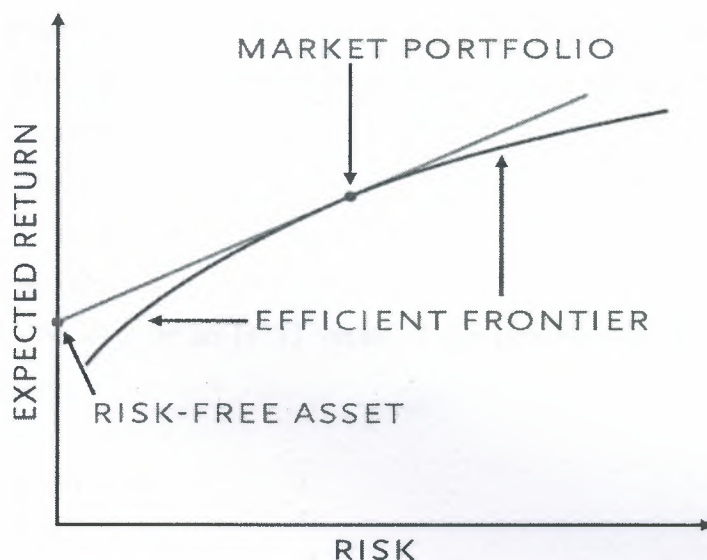 MARKET PORTFOLIO
EXPECTED RETURN
EFFICIENT FRONTIER
RISK-FREE ASSET
RISK